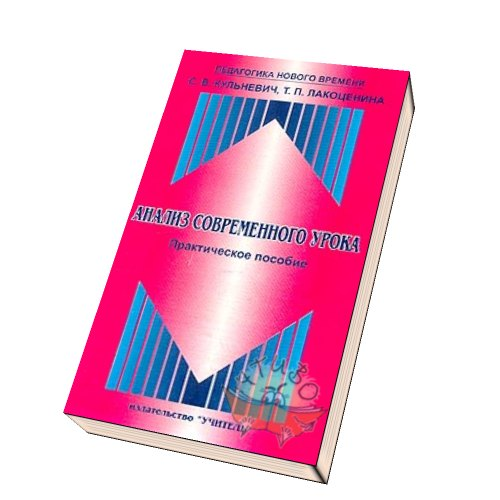 ПЕДАГОГИКА НОВОГО ВРЕМЕНИ
С. В. КУЛЬНЕВИЧ, Т. П. ЛАКОЦЕНИНА
АНАЛИЗ СОВРЕМЕННОГО УРОКА
Практическое пособие
издательство "УЧИТЕЛЬ"